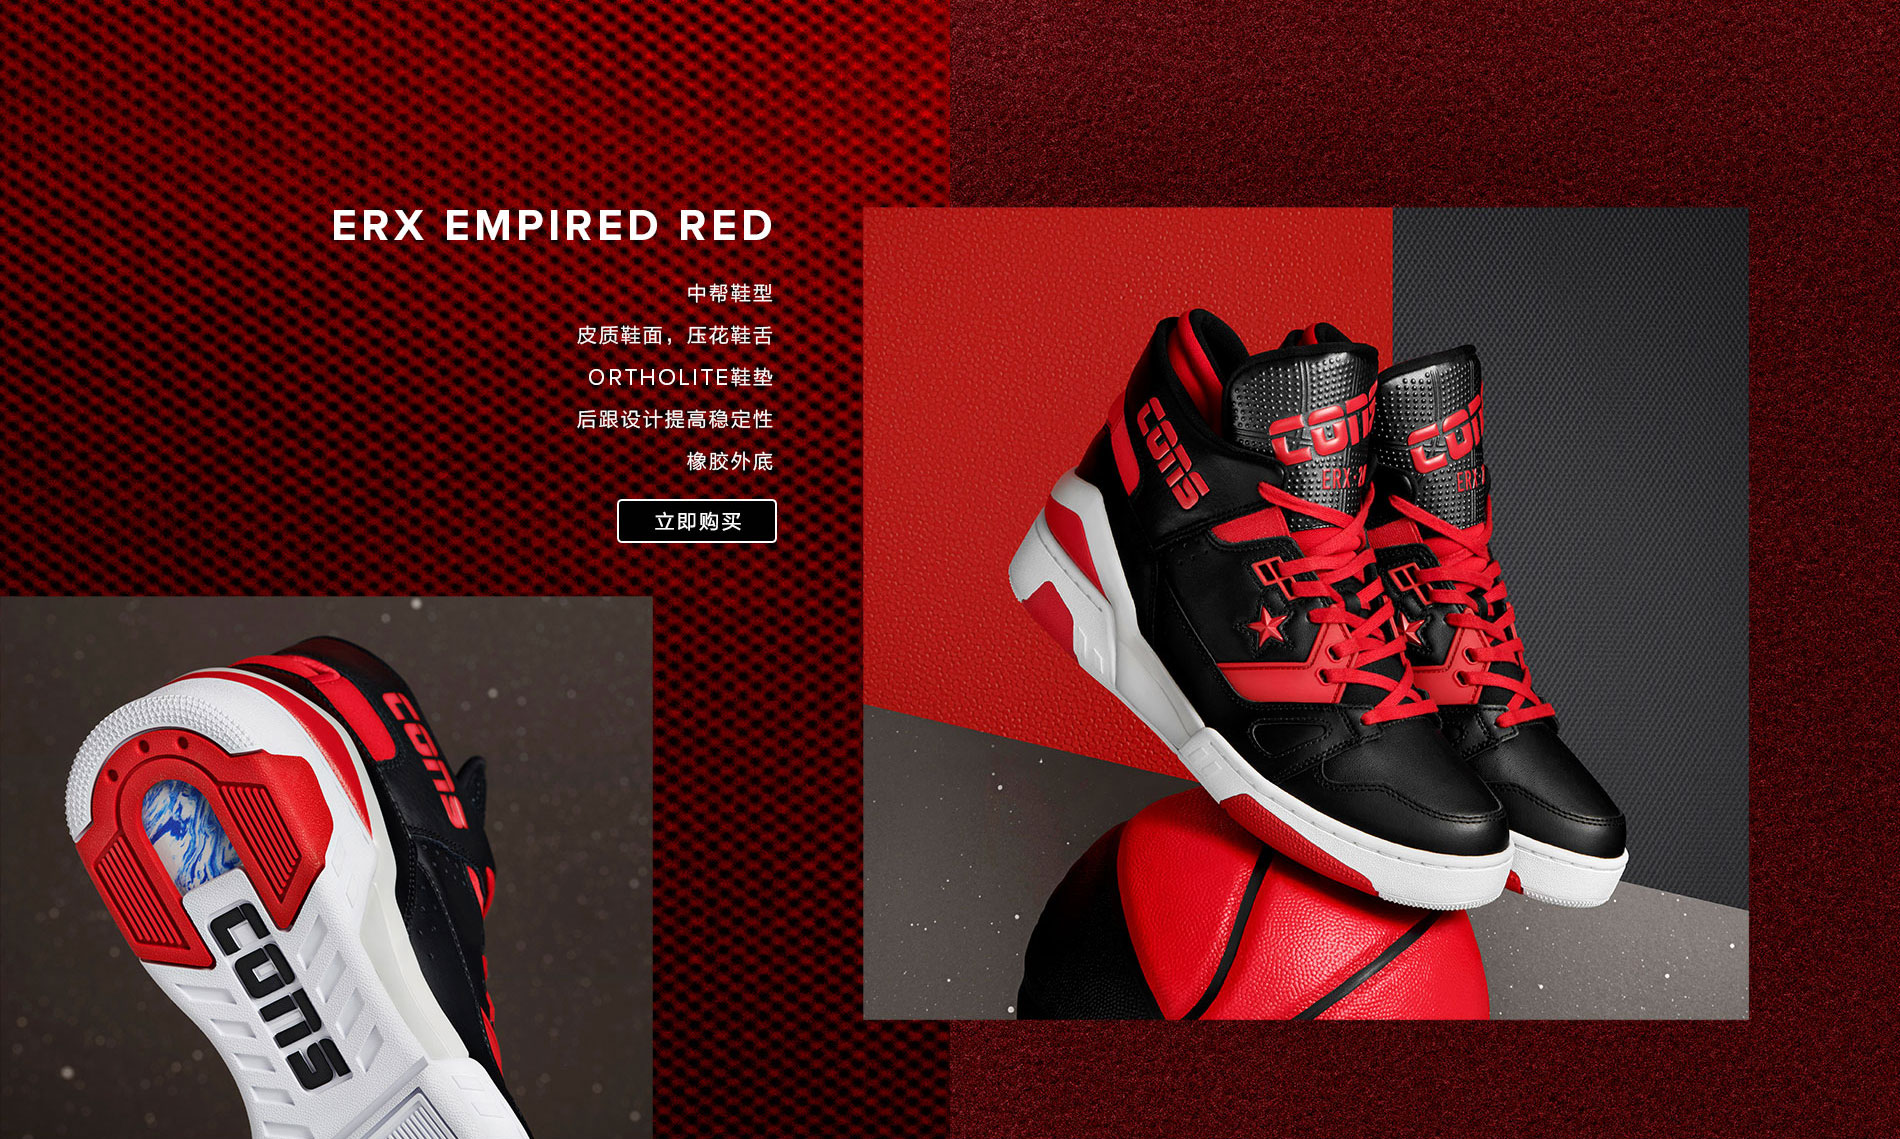 ERX EMPIRED RED
中帮鞋型
皮质鞋面，压花鞋舌
ORTHOLITE鞋垫
后跟设计提高稳定性
橡胶外底
立即购买
CONS
CONS
CONS
ERX
ERX
CONS
CONS